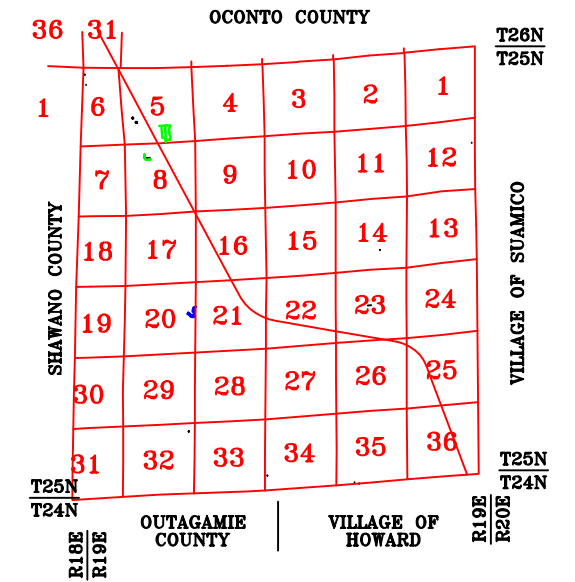 OCONTO COUNTY
36 31
T26N
T25N
1 6 5 4 3 2 1
7 8 9 10 11 12
18 17 16 15 14 13
19 20 21 22 23 24
30 29 28 27 26 25
31 32 33 34 35 36
SHAWANO COUNTY
VILLAGE OF SUAMICO
T25N
T24N
T25N
T24N
R18E
R19E
OUTAGAMIE
COUNTY
VILLAGE OF
HOWARD
R19E
R20E